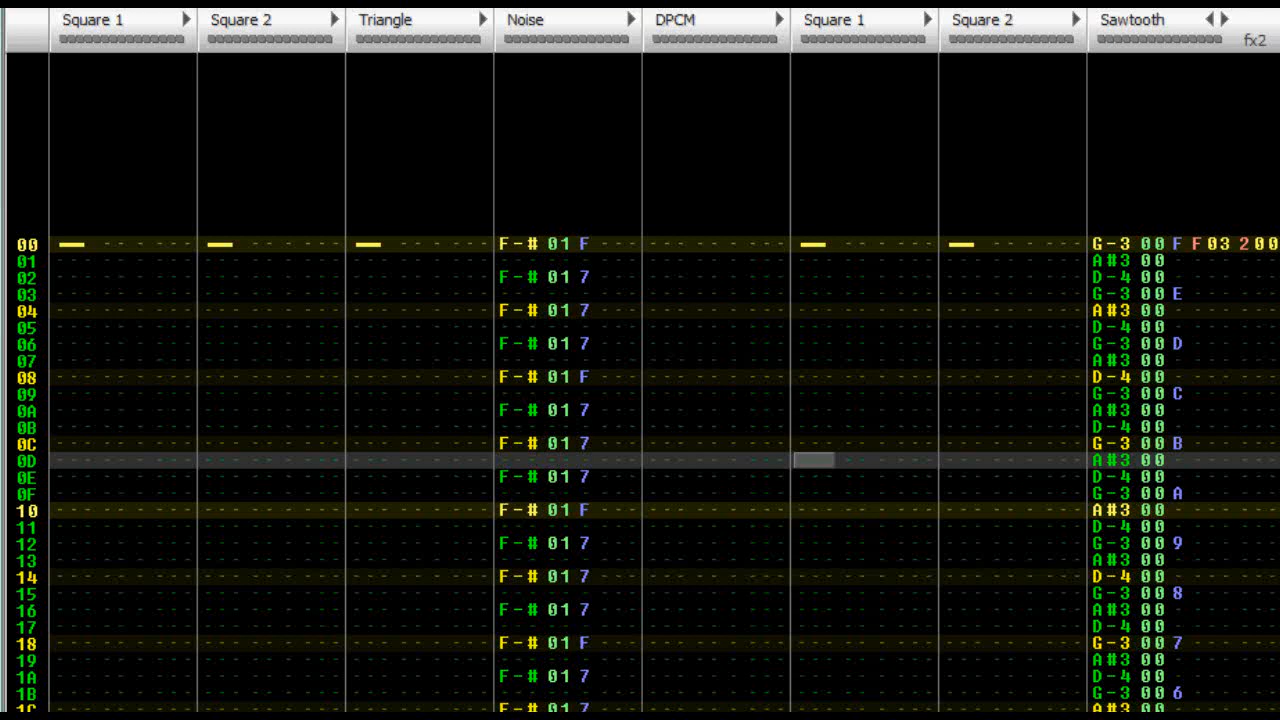 Square 1 Square 2 Triangle Noise DPCM Square 1 Square 2 Sawtooth
fx2
00 F-# 01 F G-3 00 F F03 200
01 A#3 00
02 F-# 01 7 D-4 00
03 G-3 00 E
04 F-# 01 7 A#3 00
05 D-4 00
06 F-# 01 7 G-3 00 D
07 A#3 00
08 F-# 01 F D-4 00
09 G-3 00 C
0A F-# 01 7 A#3 00
0B D-4 00
0C F-# 01 7 G-3 00 B
0D A#3 00
0E F-# 01 7 D-4 00
0F G-3 00 A
10 F-# 01 F A#3 00
11 D-4 00
12 F-# 01 7 G-3 00 9
13 A#3 00
14 F-# 01 7 D-4 00
15 G-3 00 8
16 F-# 01 7 A#3 00
17 D-4 00
18 F-# 01 F G-3 00 7
19 A#3 00
1A F-# 01 7 D-4 00
1B G-3 00 6
1C F-# 01 7 A#3 00